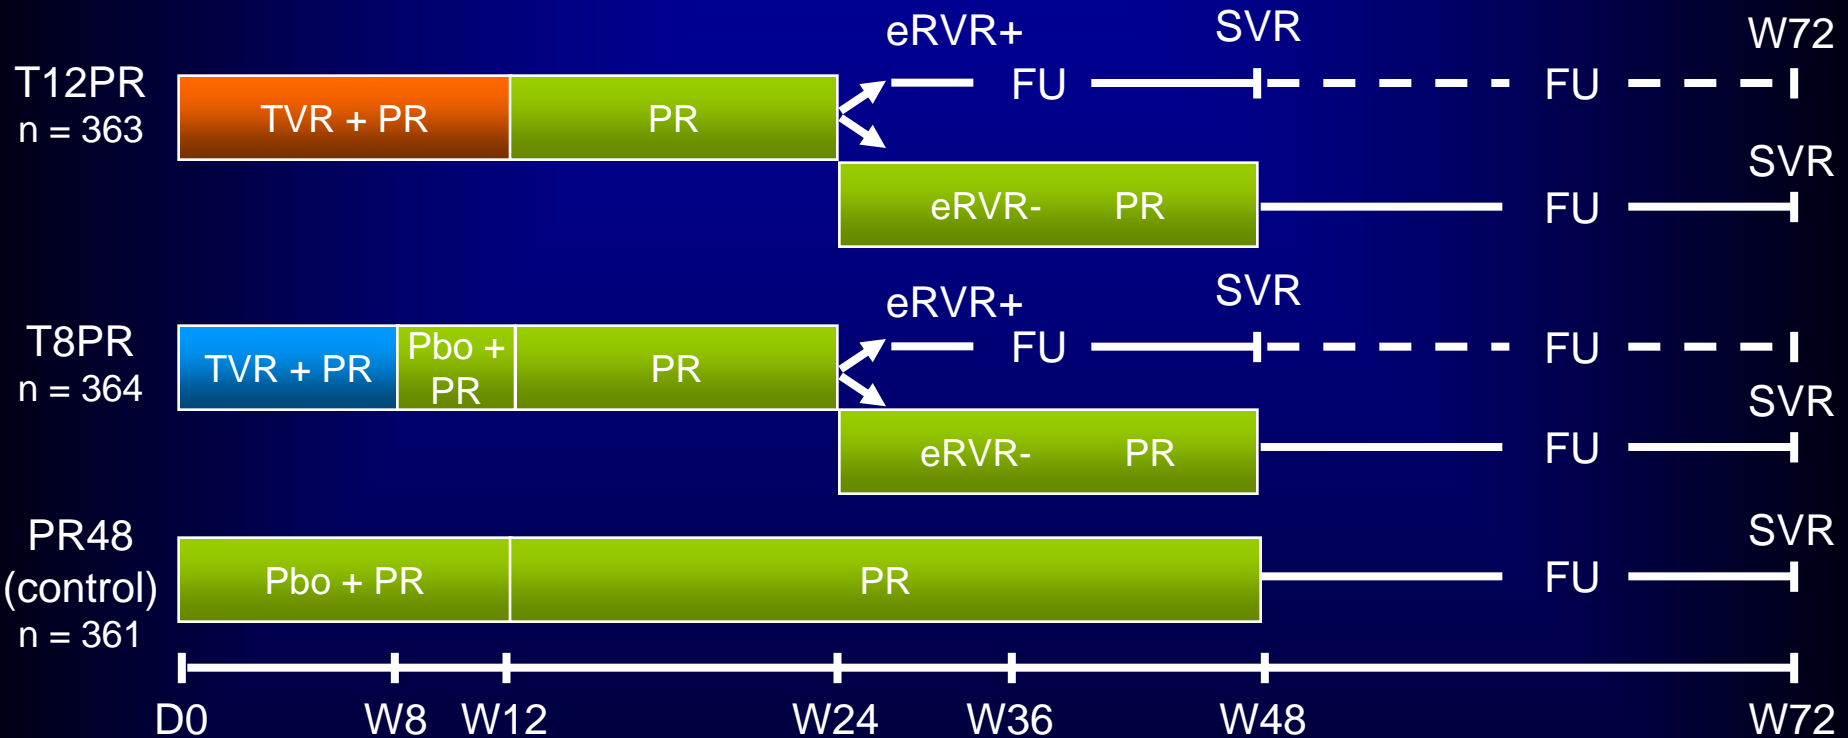 eRVR+
SVR
W72
T12PR
n = 363
TVR + PR
PR
FU
FU
SVR
eRVR- PR
FU
eRVR+
SVR
T8PR
n = 364
TVR + PR
Pbo +
PR
PR
FU
FU
SVR
eRVR- PR
FU
PR48
(control)
n = 361
Pbo + PR
PR
SVR
FU
D0 W8 W12 W24 W36 W48 W72